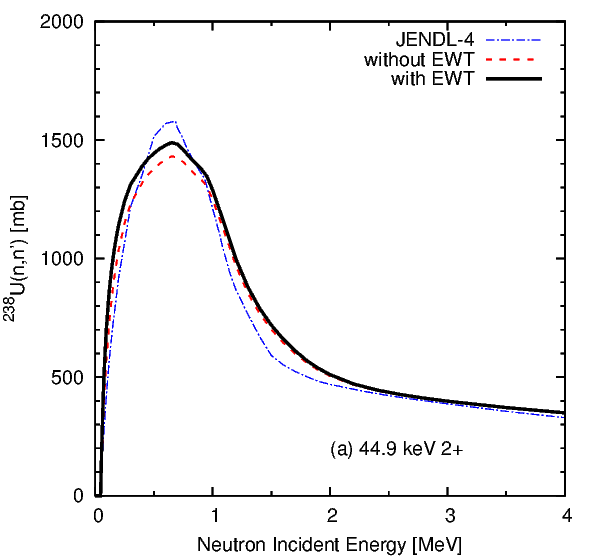 2000
1500
1000
500
0
0
1
2
3
4
JENDL-4
without EWT
with EWT
²³⁸U(n,n') [mb]
(a) 44.9 keV 2+
Neutron Incident Energy [MeV]